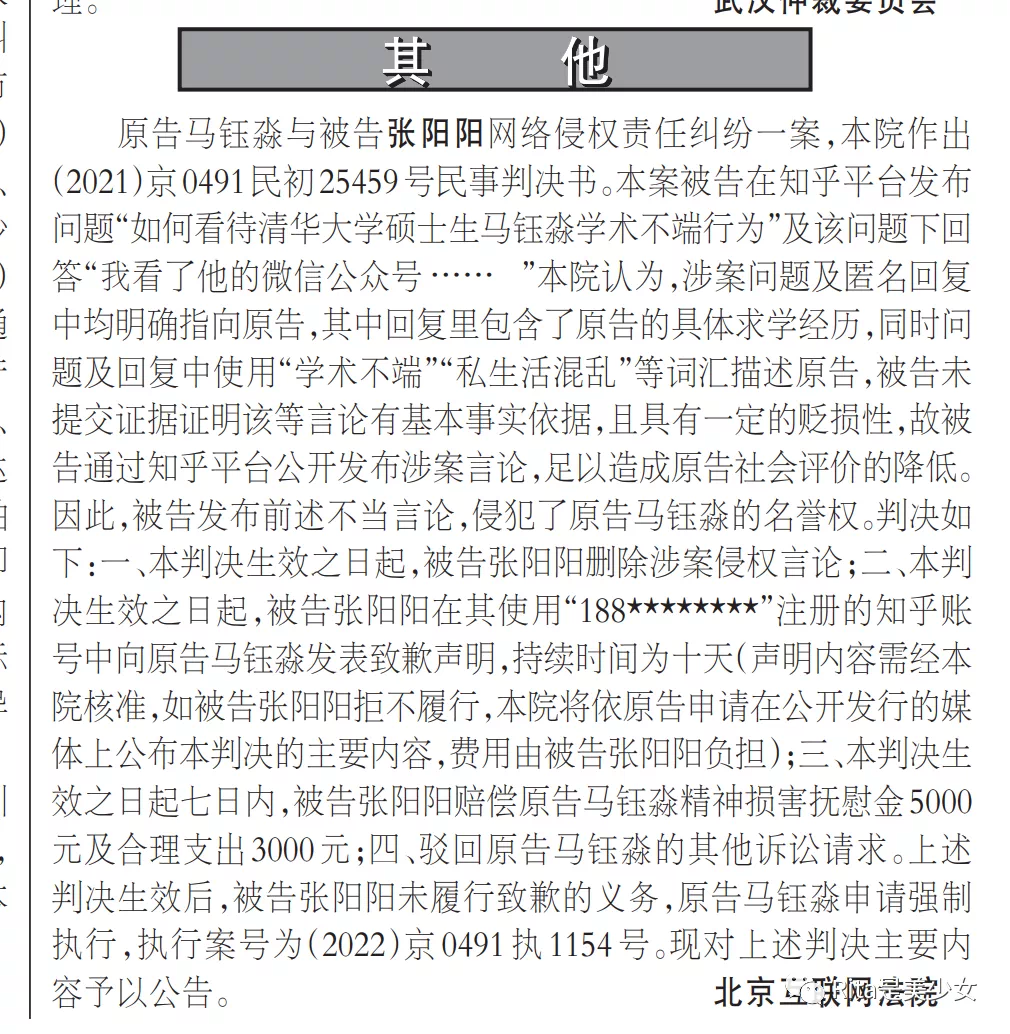 理。
武汉仲裁委员会
其 他
原告马钰淼与被告张阳阳网络侵权责任纠纷一案，本院作出
(2021)京0491民初25459号民事判决书。本案被告在知乎平台发布
问题“如何看待清华大学硕士生马钰淼学术不端行为”及该问题下回
答“我看了他的微信公众号…… ”本院认为，涉案问题及匿名回复
中均明确指向原告，其中回复里包含了原告的具体求学经历，同时问
题及回复中使用“学术不端”“私生活混乱”等词汇描述原告，被告未
提交证据证明该等言论有基本事实依据，且具有一定的贬损性，故被
告通过知乎平台公开发布涉案言论，足以造成原告社会评价的降低。
因此，被告发布前述不当言论，侵犯了原告马钰淼的名誉权。判决如
下：一、本判决生效之日起，被告张阳阳删除涉案侵权言论；二、本判
决生效之日起，被告张阳阳在其使用“188********”注册的知乎账
号中向原告马钰淼发表致歉声明，持续时间为十天（声明内容需经本
院核准，如被告张阳阳拒不履行，本院将依原告申请在公开发行的媒
体上公布本判决的主要内容，费用由被告张阳阳负担）；三、本判决生
效之日起七日内，被告张阳阳赔偿原告马钰淼精神损害抚慰金5000
元及合理支出3000元；四、驳回原告马钰淼的其他诉讼请求。上述
判决生效后，被告张阳阳未履行致歉的义务，原告马钰淼申请强制
执行，执行案号为(2022)京0491执1154号。现对上述判决主要内
容予以公告。
北京互联网法院
Rita是美少女